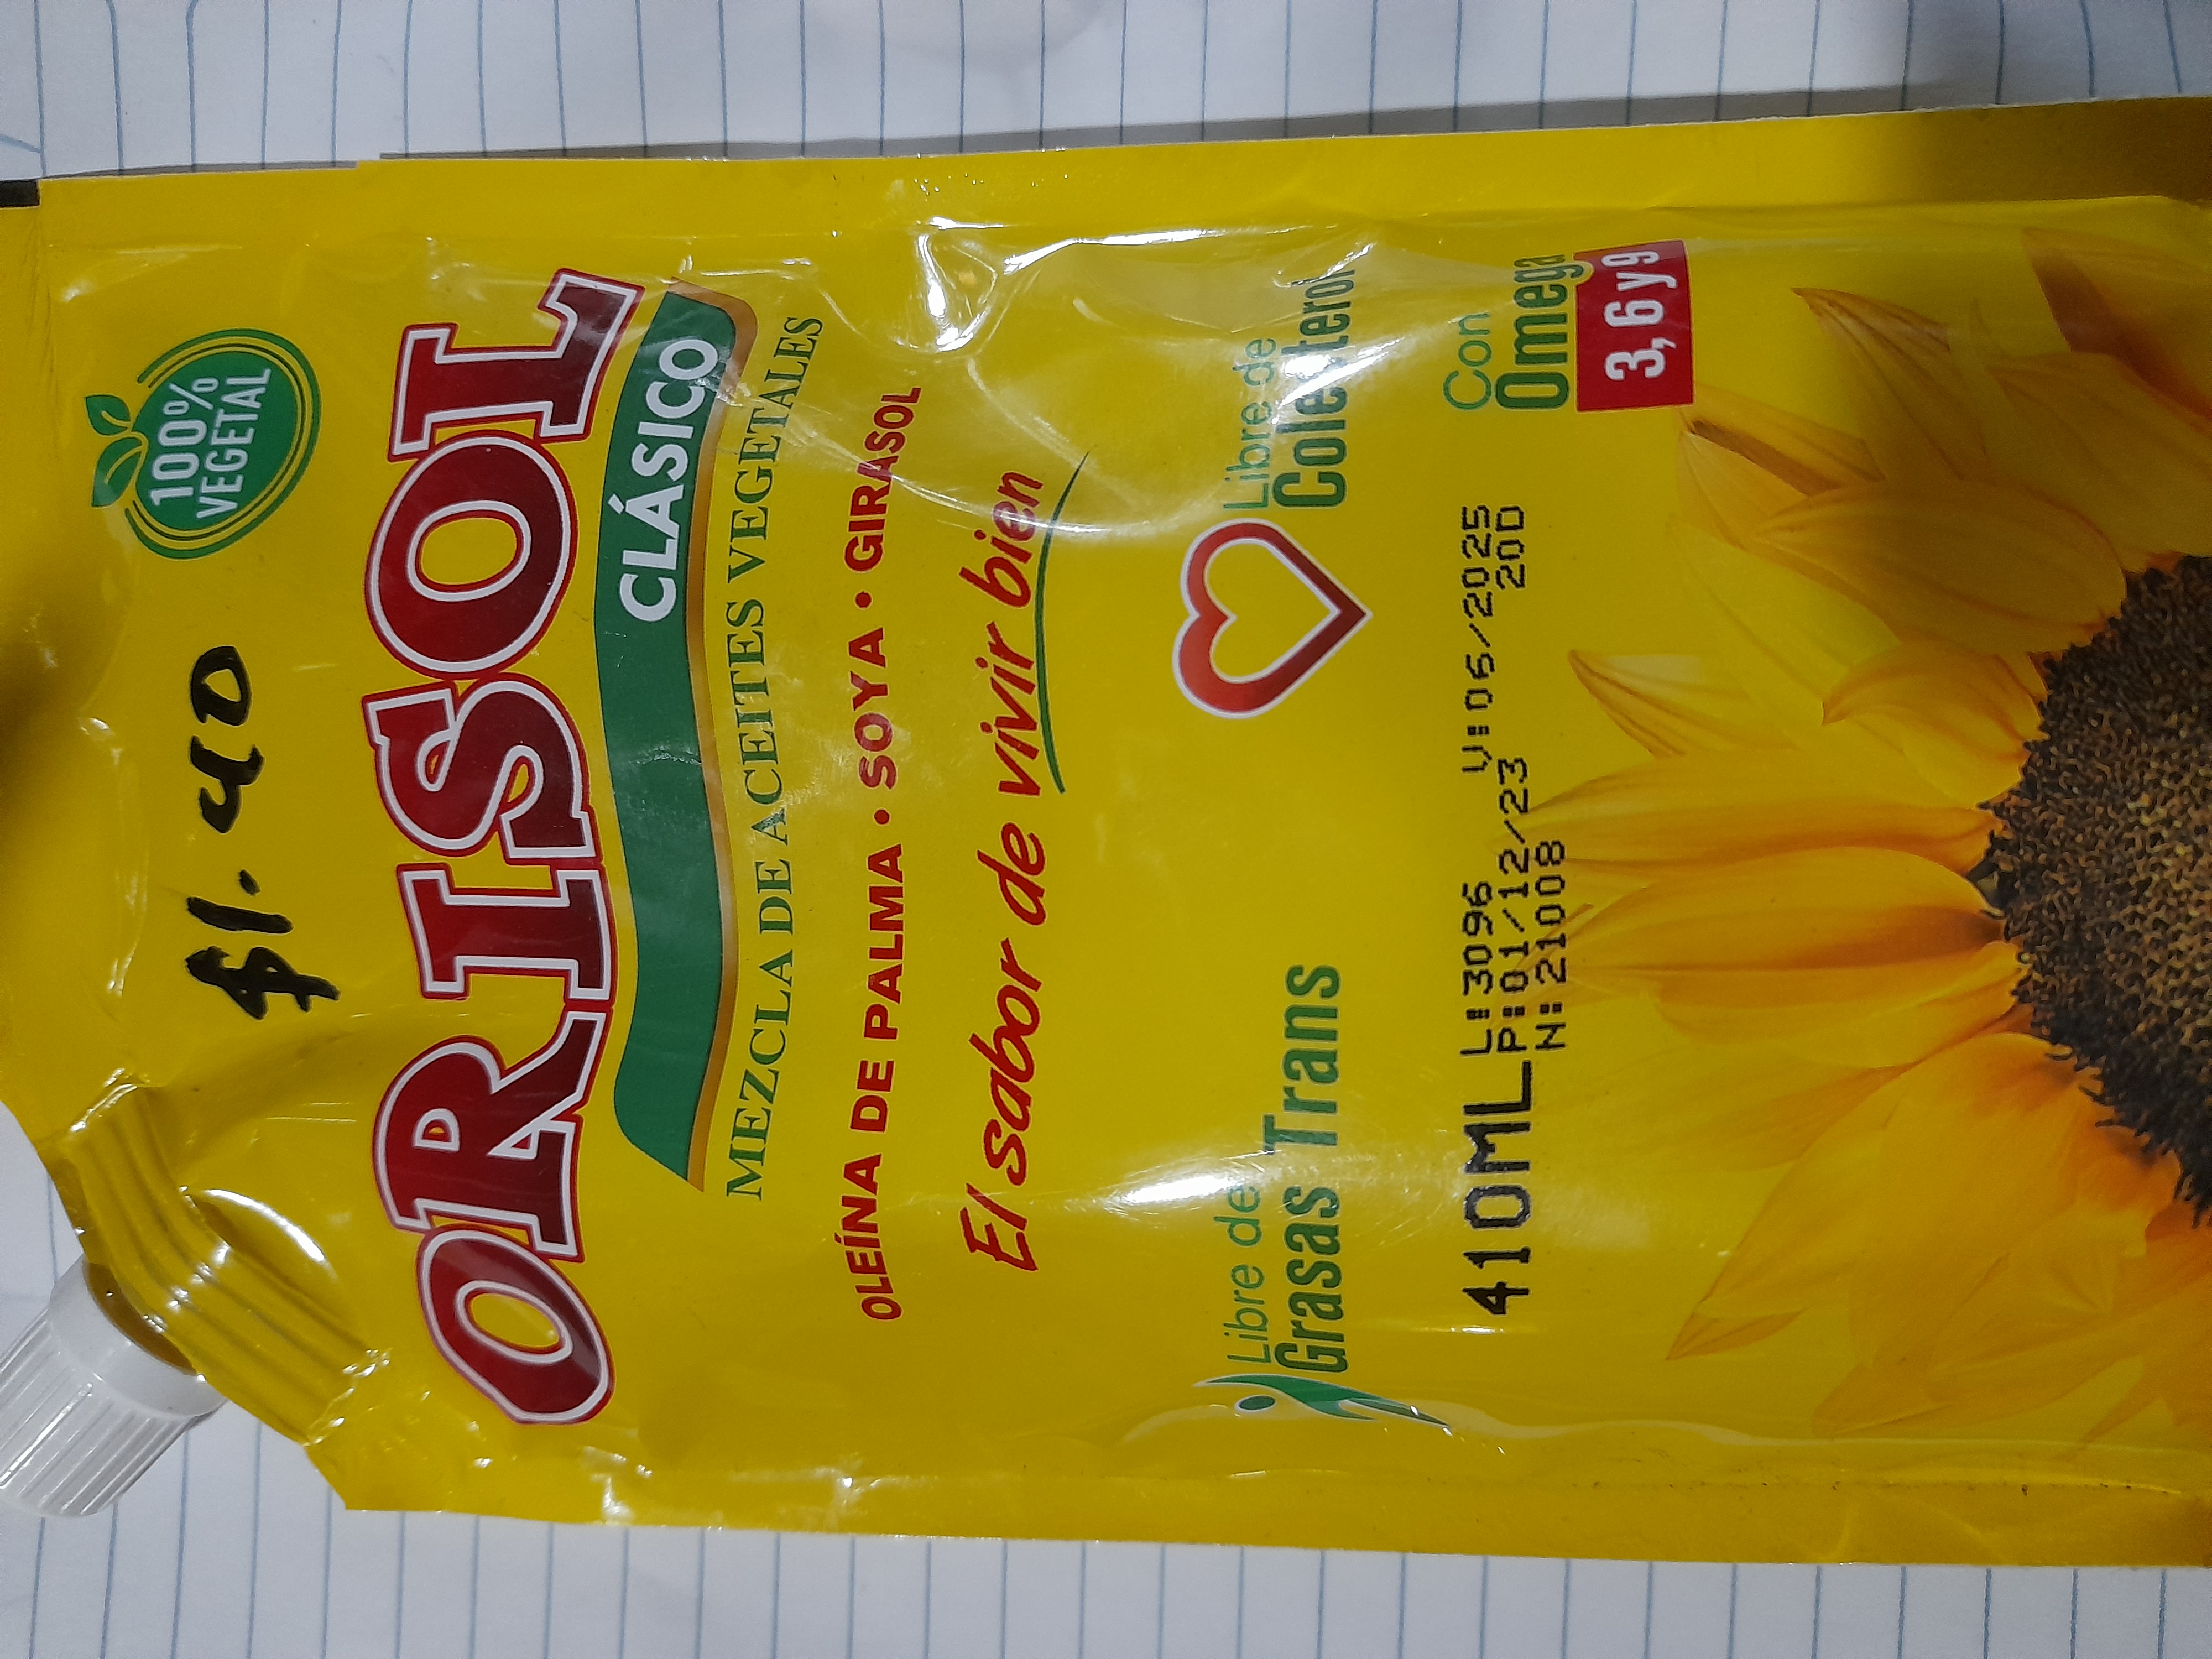 $1.40
100%
VEGETAL
ORISOL
CLÁSICO
MEZCLA DE ACEITES VEGETALES
OLEÍNA DE PALMA • SOYA • GIRASOL
El sabor de vivir bien
Libre de
Grasas Trans
Libre de
Colesterol
Con
Omega
3, 6 y 9
410ML
L:3096 V:06/2025
P:01/12/23 20D
N:21008